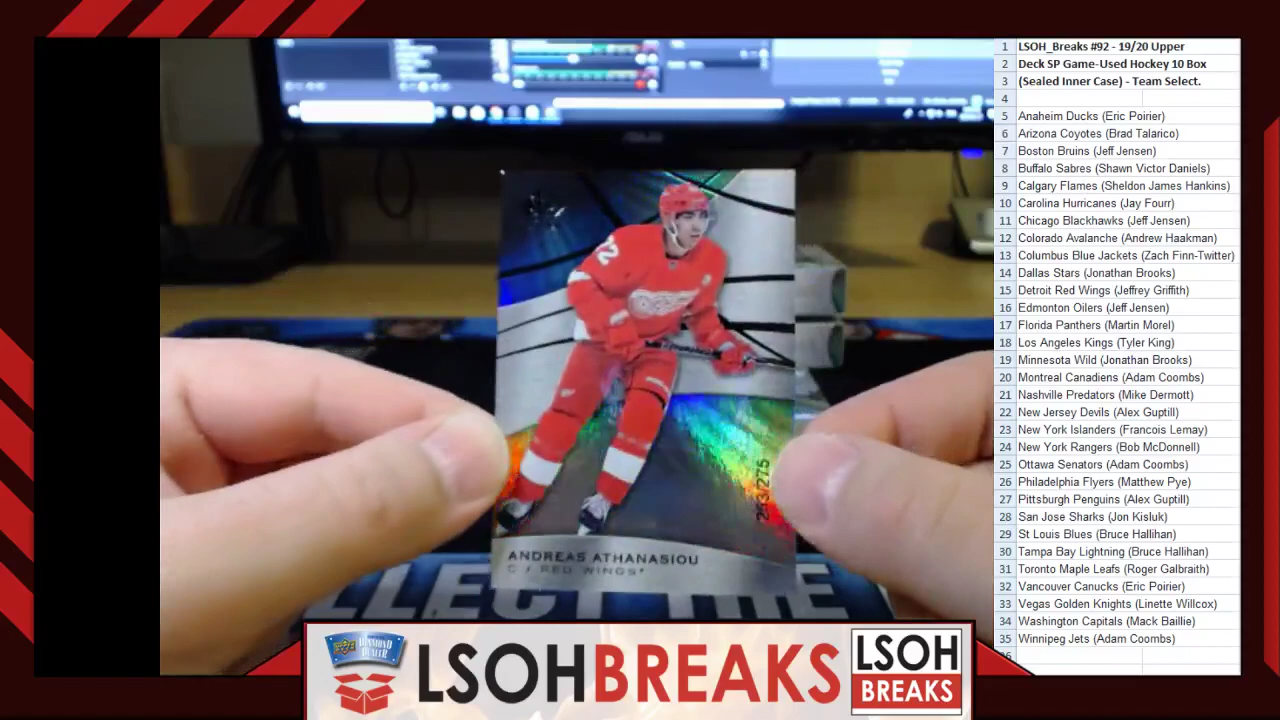 1 LSOH_Breaks #92 - 19/20 Upper
2 Deck SP Game-Used Hockey 10 Box
3 (Sealed Inner Case) - Team Select.
4
5 Anaheim Ducks (Eric Poirier)
6 Arizona Coyotes (Brad Talarico)
7 Boston Bruins (Jeff Jensen)
8 Buffalo Sabres (Shawn Victor Daniels)
9 Calgary Flames (Sheldon James Hankins)
10 Carolina Hurricanes (Jay Fourr)
11 Chicago Blackhawks (Jeff Jensen)
12 Colorado Avalanche (Andrew Haakman)
13 Columbus Blue Jackets (Zach Finn-Twitter)
14 Dallas Stars (Jonathan Brooks)
15 Detroit Red Wings (Jeffrey Griffith)
16 Edmonton Oilers (Jeff Jensen)
17 Florida Panthers (Martin Morel)
18 Los Angeles Kings (Tyler King)
19 Minnesota Wild (Jonathan Brooks)
20 Montreal Canadiens (Adam Coombs)
21 Nashville Predators (Mike Dermott)
22 New Jersey Devils (Alex Guptill)
23 New York Islanders (Francois Lemay)
24 New York Rangers (Bob McDonnell)
25 Ottawa Senators (Adam Coombs)
26 Philadelphia Flyers (Matthew Pye)
27 Pittsburgh Penguins (Alex Guptill)
28 San Jose Sharks (Jon Kisluk)
29 St Louis Blues (Bruce Hallihan)
30 Tampa Bay Lightning (Bruce Hallihan)
31 Toronto Maple Leafs (Roger Galbraith)
32 Vancouver Canucks (Eric Poirier)
33 Vegas Golden Knights (Linette Willcox)
34 Washington Capitals (Mack Baillie)
35 Winnipeg Jets (Adam Coombs)
22
/275
ANDREAS ATHANASIOU
RED WINGS
THE
DIAMOND
DEALER
LSOHBREAKS
LSOH
BREAKS